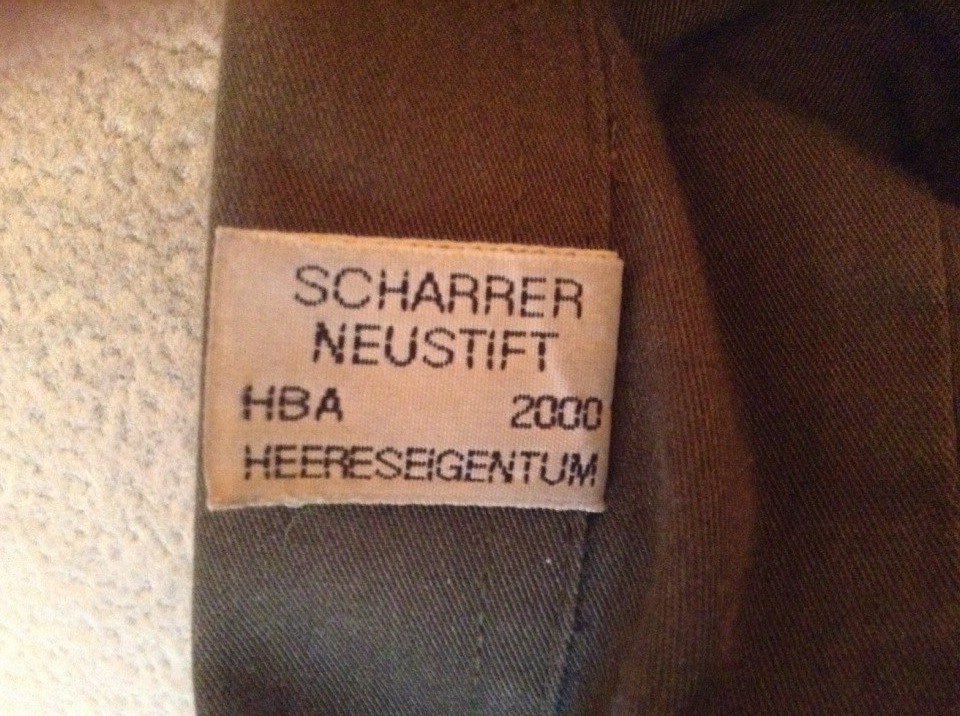 SCHARRER
NEUSTIFT
HBA 2000
HEERESEIGENTUM